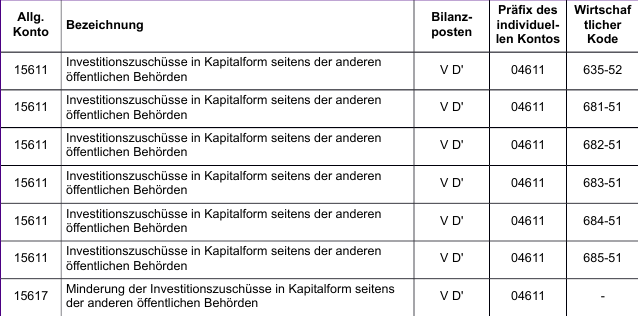 Allg. Konto Bezeichnung Bilanz- posten Präfix des individuel- len Kontos Wirtschaf tlicher Kode
15611 Investitionszuschüsse in Kapitalform seitens der anderen öffentlichen Behörden V D' 04611 635-52
15611 Investitionszuschüsse in Kapitalform seitens der anderen öffentlichen Behörden V D' 04611 681-51
15611 Investitionszuschüsse in Kapitalform seitens der anderen öffentlichen Behörden V D' 04611 682-51
15611 Investitionszuschüsse in Kapitalform seitens der anderen öffentlichen Behörden V D' 04611 683-51
15611 Investitionszuschüsse in Kapitalform seitens der anderen öffentlichen Behörden V D' 04611 684-51
15611 Investitionszuschüsse in Kapitalform seitens der anderen öffentlichen Behörden V D' 04611 685-51
15617 Minderung der Investitionszuschüsse in Kapitalform seitens der anderen öffentlichen Behörden V D' 04611 -